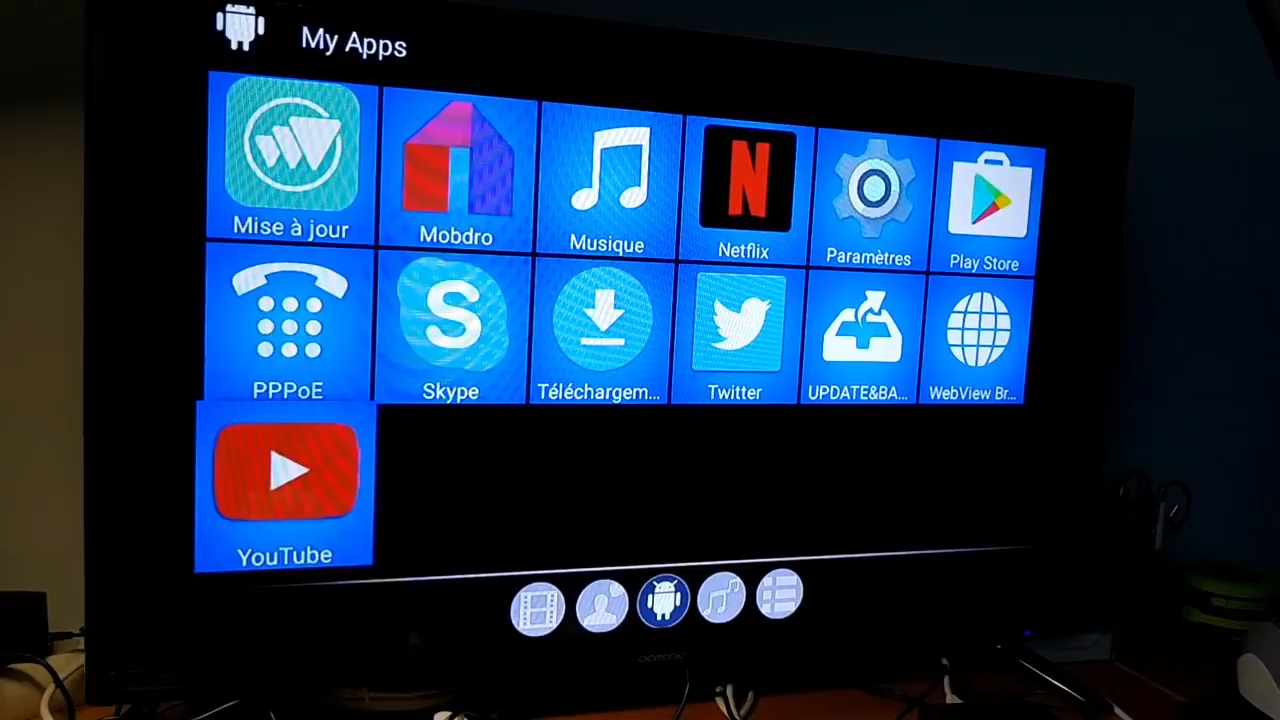 My Apps
Mise à jour
Mobdro
Musique
N
Netflix
Paramètres
Play Store
PPPoE
S
Skype
Téléchargem...
Twitter
UPDATE&BA...
WebView Br...
YouTube
oceanic